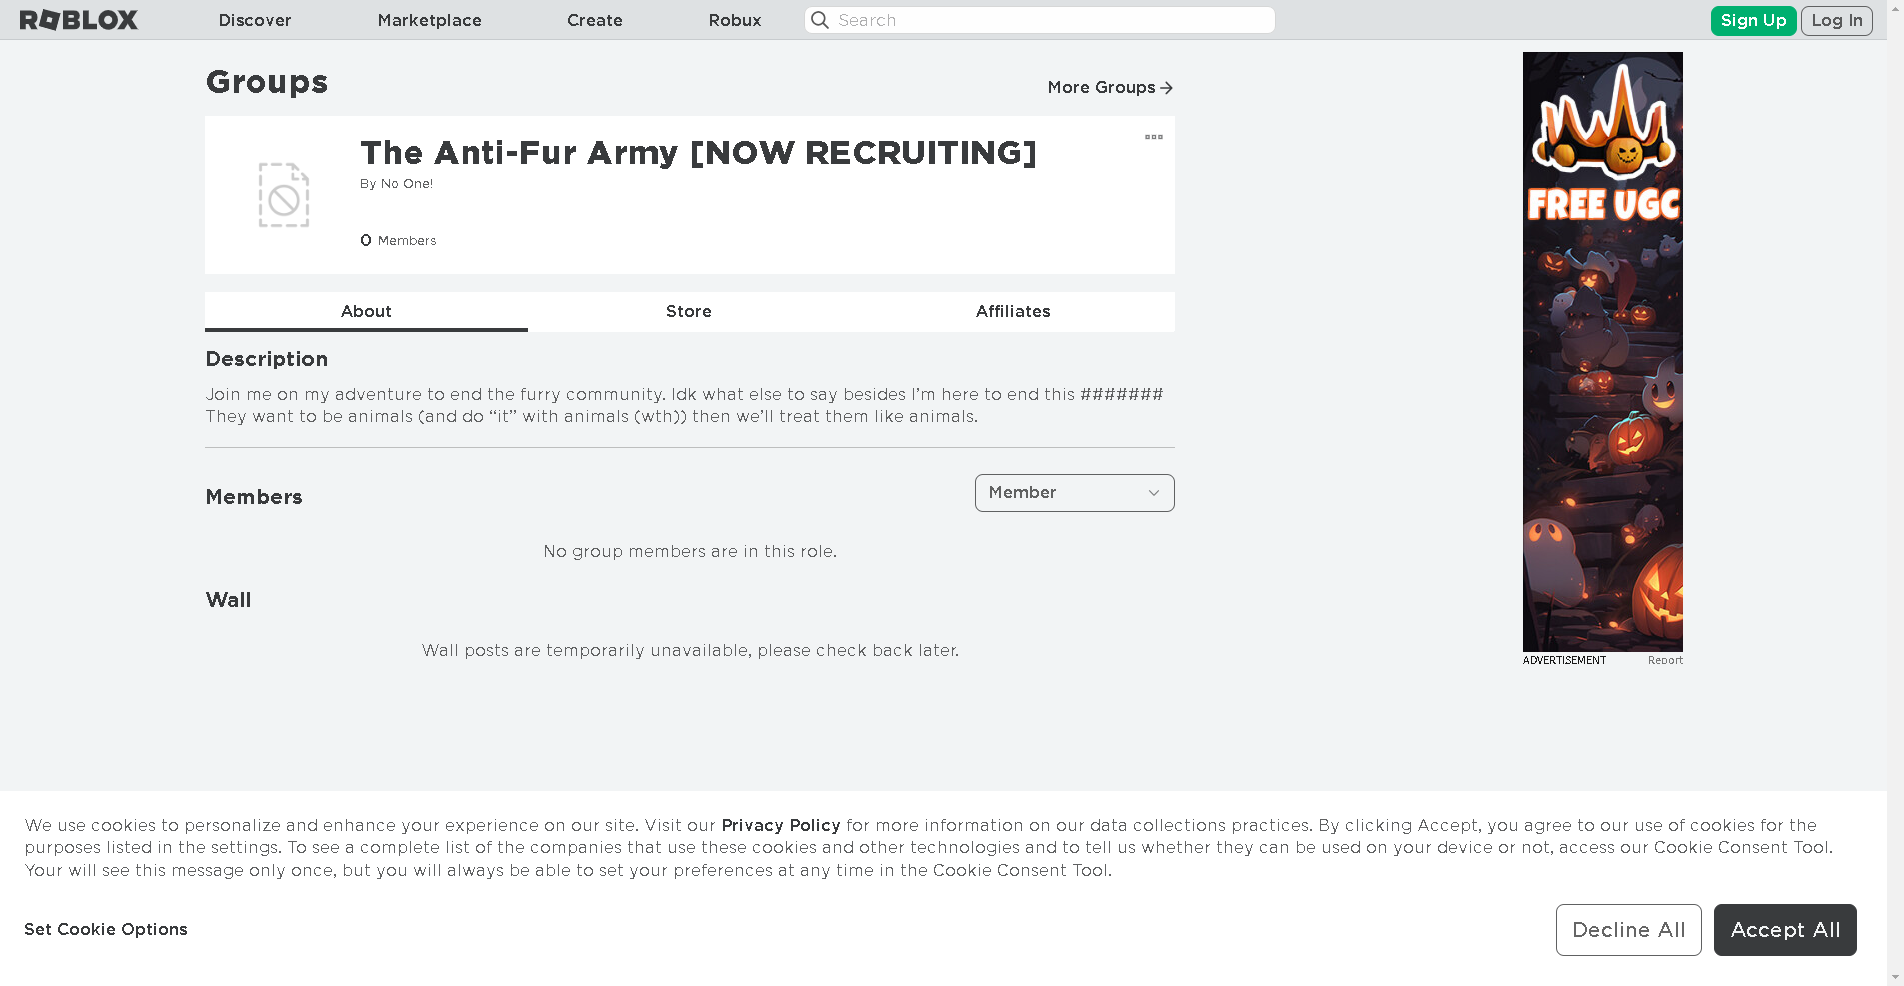 ROBLOX Discover Marketplace Create Robux Search Sign Up Log In
Groups
More Groups
The Anti-Fur Army [NOW RECRUITING]
By No One!
0 Members
About Store Affiliates
Description
Join me on my adventure to end the furry community. Idk what else to say besides I’m here to end this #######
They want to be animals (and do “it” with animals (wth)) then we’ll treat them like animals.
Members
Member
No group members are in this role.
Wall
Wall posts are temporarily unavailable, please check back later.
FREE UGC
ADVERTISEMENT Report
We use cookies to personalize and enhance your experience on our site. Visit our Privacy Policy for more information on our data collections practices. By clicking Accept, you agree to our use of cookies for the
purposes listed in the settings. To see a complete list of the companies that use these cookies and other technologies and to tell us whether they can be used on your device or not, access our Cookie Consent Tool.
Your will see this message only once, but you will always be able to set your preferences at any time in the Cookie Consent Tool.
Set Cookie Options
Decline All Accept All